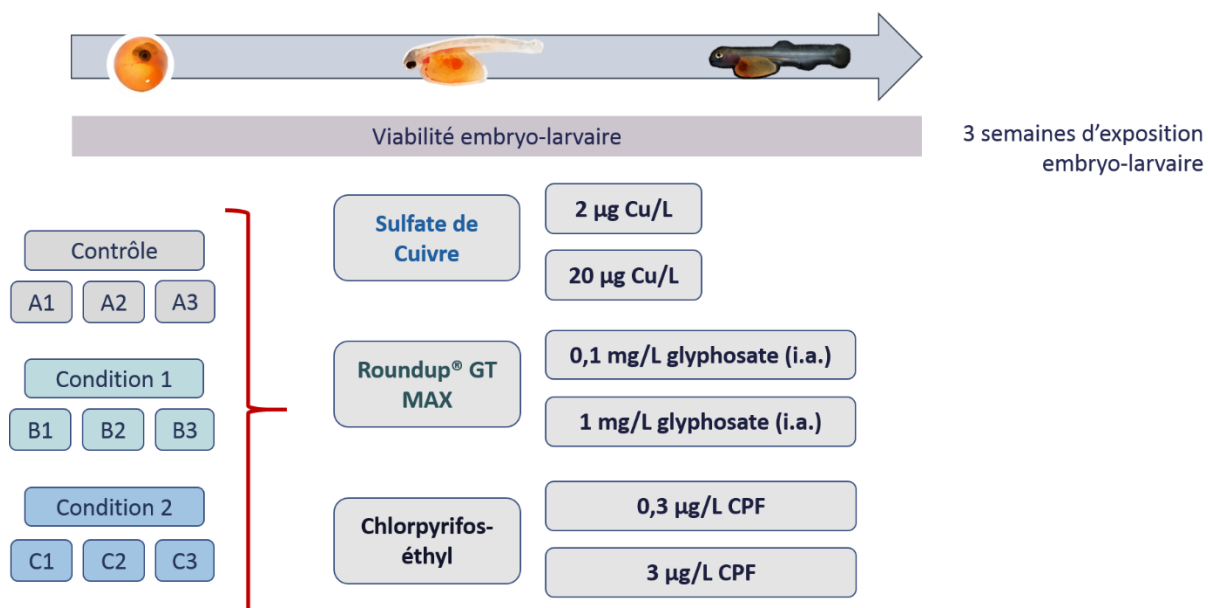 Viabilité embryo-larvaire
3 semaines d’exposition
embryo-larvaire
Contrôle
A1 A2 A3
Condition 1
B1 B2 B3
Condition 2
C1 C2 C3
Sulfate de
Cuivre
2 µg Cu/L
20 µg Cu/L
Roundup® GT
MAX
0,1 mg/L glyphosate (i.a.)
1 mg/L glyphosate (i.a.)
Chlorpyrifos-
éthyl
0,3 µg/L CPF
3 µg/L CPF